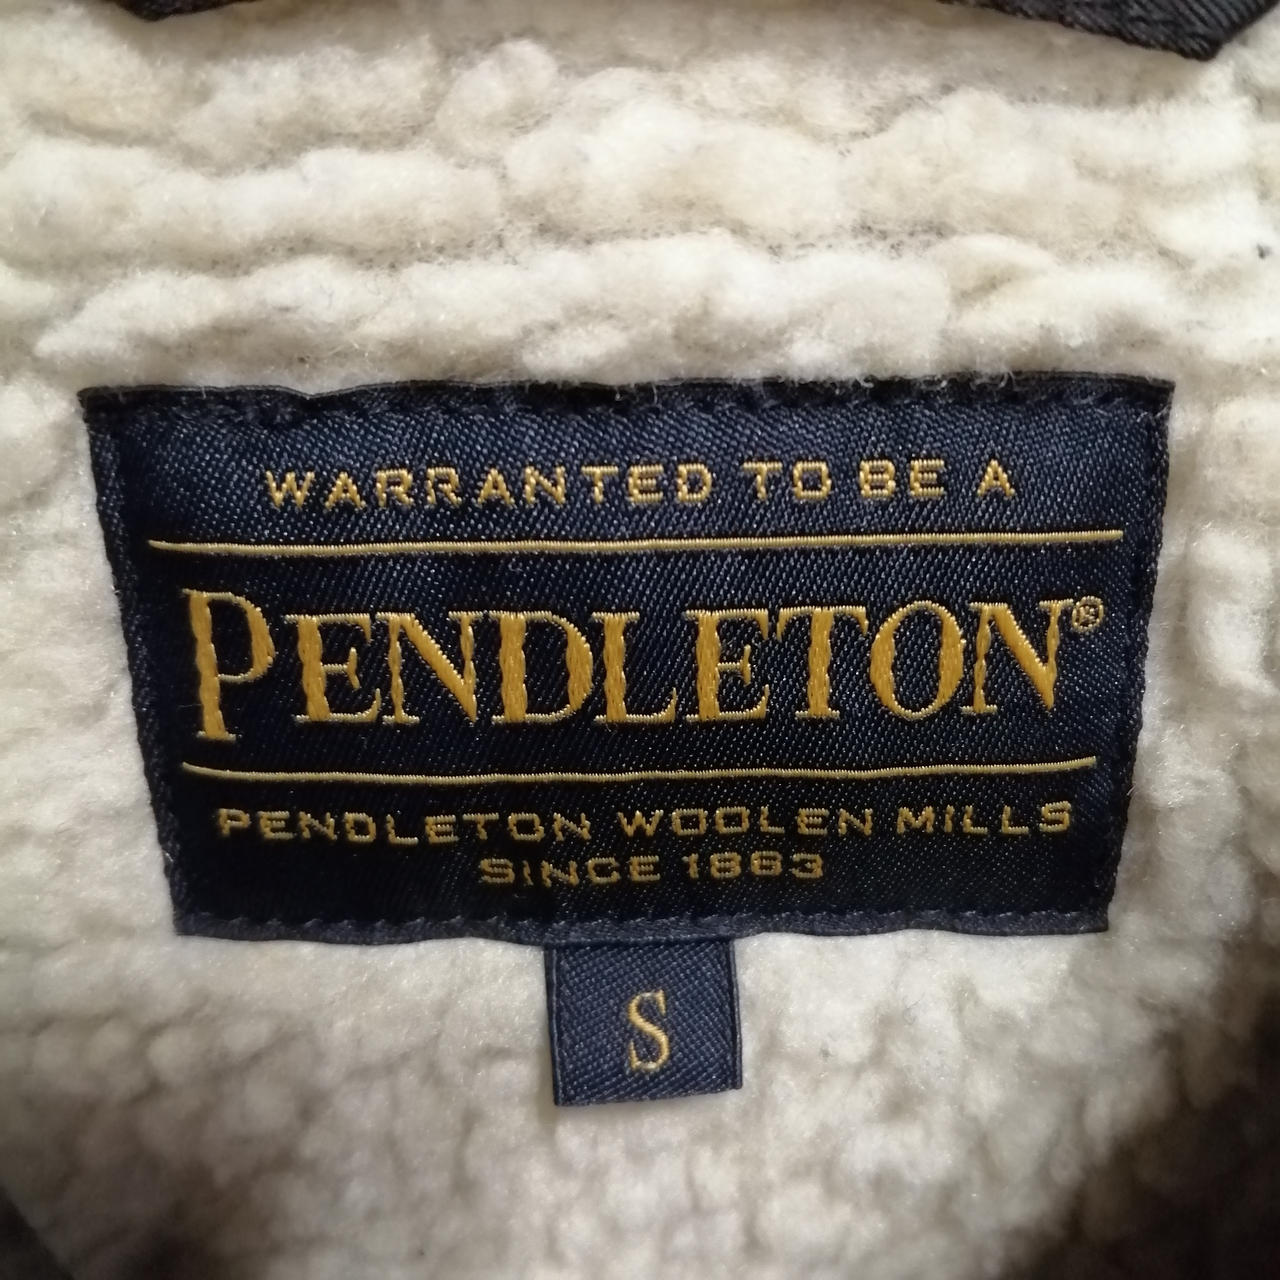 WARRANTED TO BE A
PENDLETON®
PENDLETON WOOLEN MILLS
SINCE 1863
S